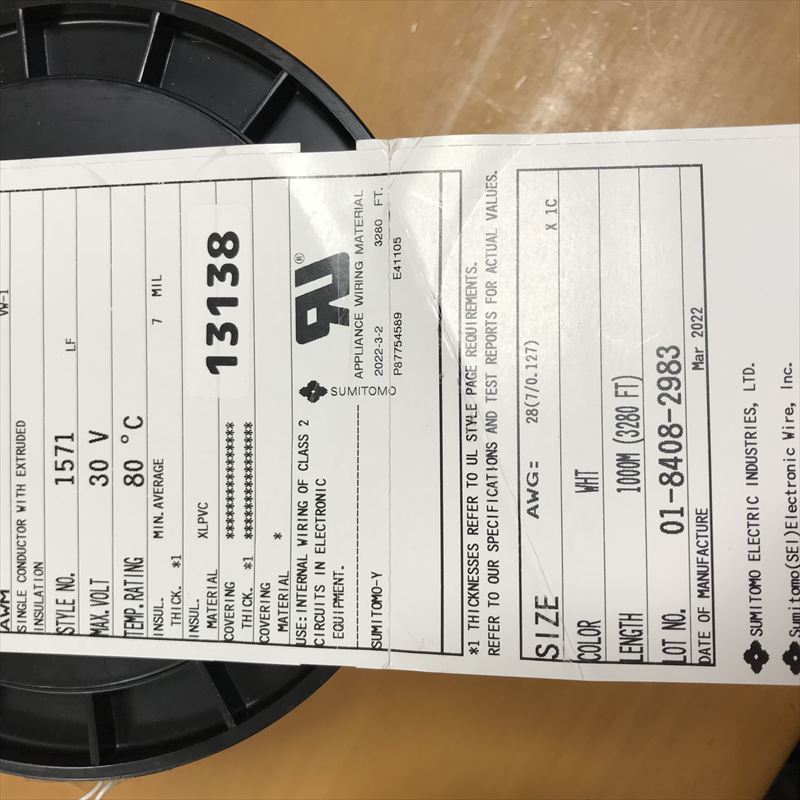 AWM
VW-1
SINGLE CONDUCTOR WITH EXTRUDED
INSULATION
STYLE NO. 1571 LF
MAX.VOLT 30 V
TEMP.RATING 80 °C
INSUL. MIN.AVERAGE 7 MIL
THICK. *1
INSUL. XLPVC
MATERIAL
13138
COVERING *****************
THICK. *1 *****************
COVERING
MATERIAL *
USE:INTERNAL WIRING OF CLASS 2
CIRCUITS IN ELECTRONIC
EQUIPMENT.
®
APPLIANCE WIRING MATERIAL
SUMITOMO-Y 2022-3-2 3280 FT.
SUMITOMO P87754589 E41105
*1 THICKNESSES REFER TO UL STYLE PAGE REQUIREMENTS.
REFER TO OUR SPECIFICATIONS AND TEST REPORTS FOR ACTUAL VALUES.
SIZE AWG: 28(7/0.127) X 1C
COLOR WHT
LENGTH 1000M (3280 FT)
LOT NO. 01-8408-2983
DATE OF MANUFACTURE Mar 2022
SUMITOMO ELECTRIC INDUSTRIES, LTD.
Sumitomo(SEI)Electronic Wire, Inc.